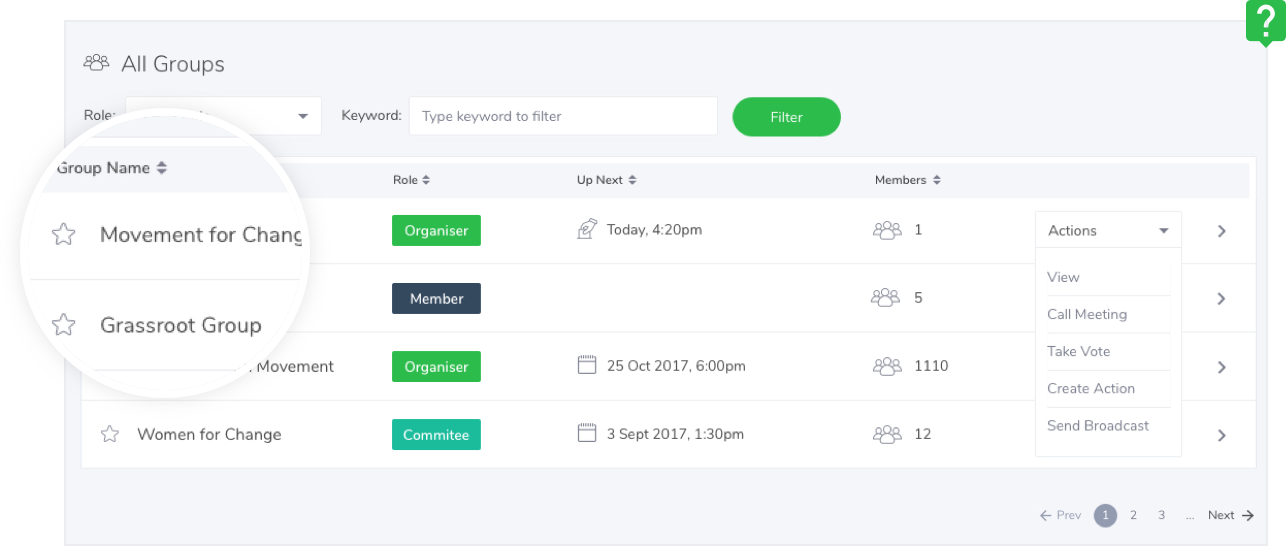 ?
All Groups
Role:
Keyword: Type keyword to filter Filter
Group Name Role Up Next Members
Movement for Organiser Today, 4:20pm 1 Actions
Grassroot Group Member 5
View
Call Meeting
Movement Organiser 25 Oct 2017, 6:00pm 1110
Take Vote
Create Action
Women for Change Commitee 3 Sept 2017, 1:30pm 12
Send Broadcast
Prev 1 2 3 ... Next